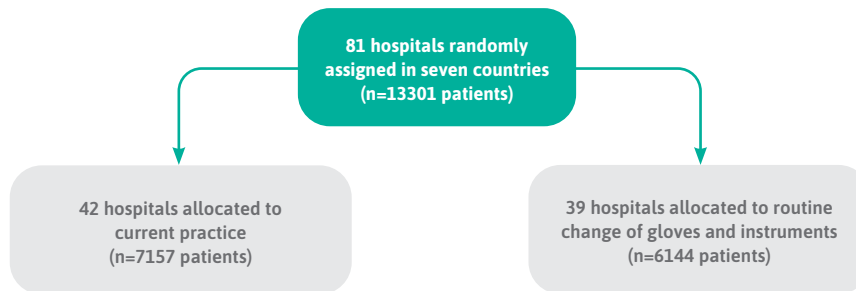 81 hospitals randomly
assigned in seven countries
(n=13301 patients)
42 hospitals allocated to
current practice
(n=7157 patients)
39 hospitals allocated to routine
change of gloves and instruments
(n=6144 patients)